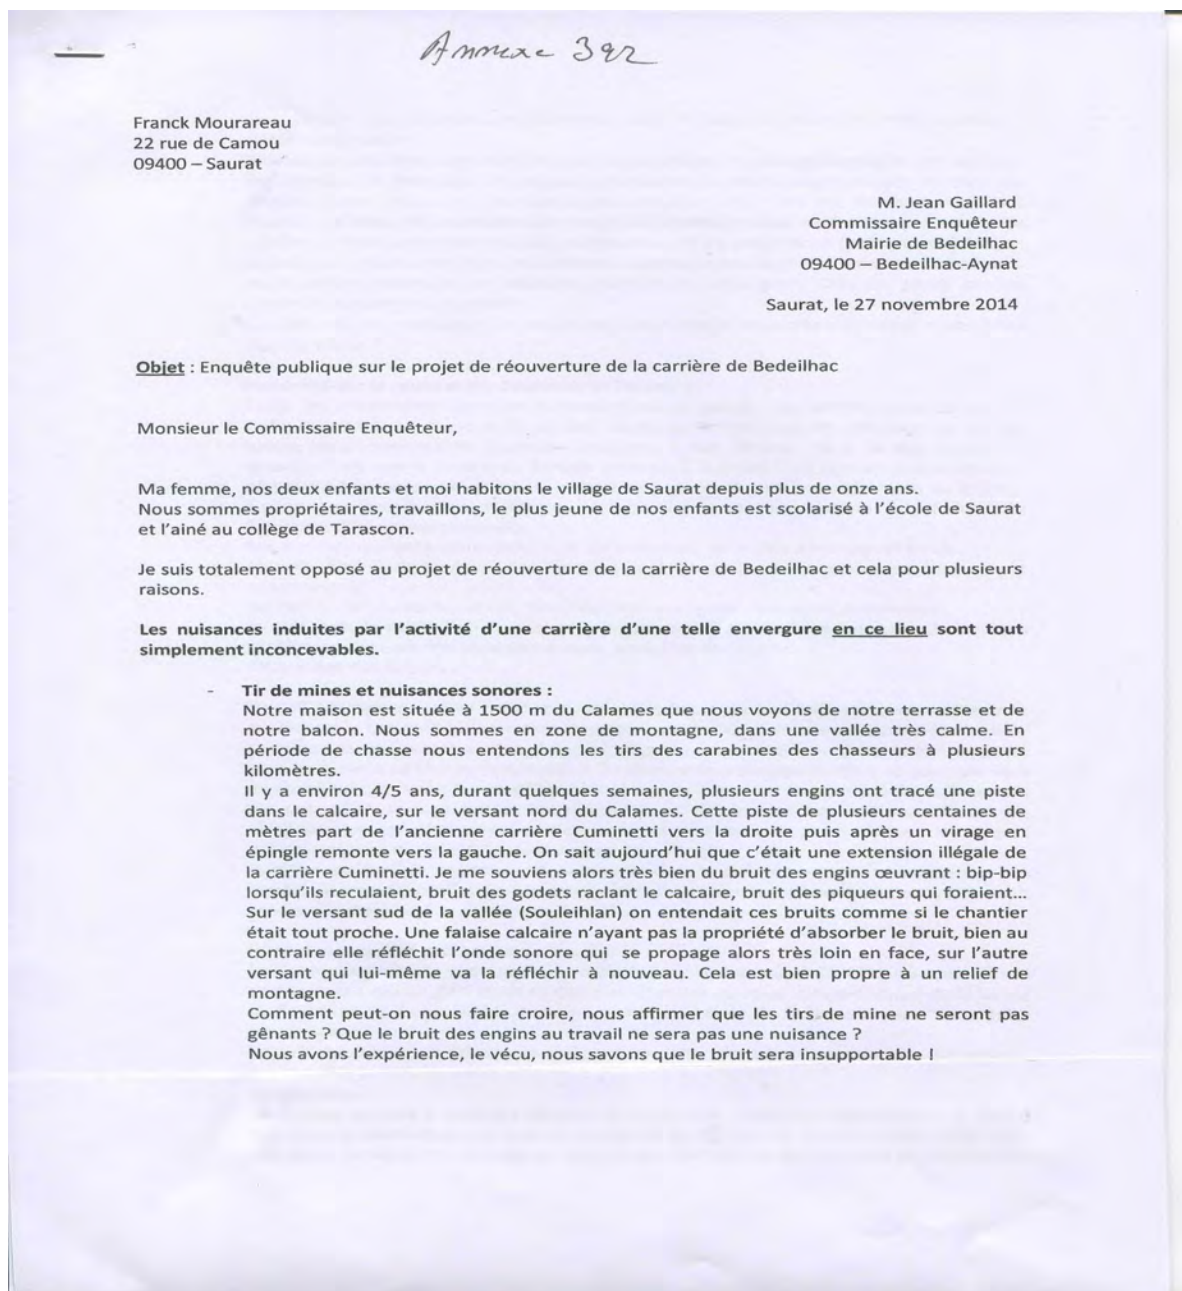 Annexe 392
Franck Mourareau
22 rue de Camou
09400 – Saurat
M. Jean Gaillard
Commissaire Enquêteur
Mairie de Bedeilhac
09400 – Bedeilhac-Aynat
Saurat, le 27 novembre 2014
Objet : Enquête publique sur le projet de réouverture de la carrière de Bedeilhac
Monsieur le Commissaire Enquêteur,
Ma femme, nos deux enfants et moi habitons le village de Saurat depuis plus de onze ans.
Nous sommes propriétaires, travaillons, le plus jeune de nos enfants est scolarisé à l’école de Saurat
et l’ainé au collège de Tarascon.
Je suis totalement opposé au projet de réouverture de la carrière de Bedeilhac et cela pour plusieurs
raisons.
Les nuisances induites par l’activité d’une carrière d’une telle envergure en ce lieu sont tout
simplement inconcevables.
- Tir de mines et nuisances sonores :
Notre maison est située à 1500 m du Calames que nous voyons de notre terrasse et de
notre balcon. Nous sommes en zone de montagne, dans une vallée très calme. En
période de chasse nous entendons les tirs des carabines des chasseurs à plusieurs
kilomètres.
Il y a environ 4/5 ans, durant quelques semaines, plusieurs engins ont tracé une piste
dans le calcaire, sur le versant nord du Calames. Cette piste de plusieurs centaines de
mètres part de l’ancienne carrière Cuminetti vers la droite puis après un virage en
épingle remonte vers la gauche. On sait aujourd’hui que c’était une extension illégale de
la carrière Cuminetti. Je me souviens alors très bien du bruit des engins œuvrant : bip-bip
lorsqu’ils reculaient, bruit des godets raclant le calcaire, bruit des piqueurs qui foraient...
Sur le versant sud de la vallée (Souleihlan) on entendait ces bruits comme si le chantier
était tout proche. Une falaise calcaire n’ayant pas la propriété d’absorber le bruit, bien au
contraire elle réfléchit l’onde sonore qui se propage alors très loin en face, sur l’autre
versant qui lui-même va la réfléchir à nouveau. Cela est bien propre à un relief de
montagne.
Comment peut-on nous faire croire, nous affirmer que les tirs de mine ne seront pas
gênants ? Que le bruit des engins au travail ne sera pas une nuisance ?
Nous avons l’expérience, le vécu, nous savons que le bruit sera insupportable !